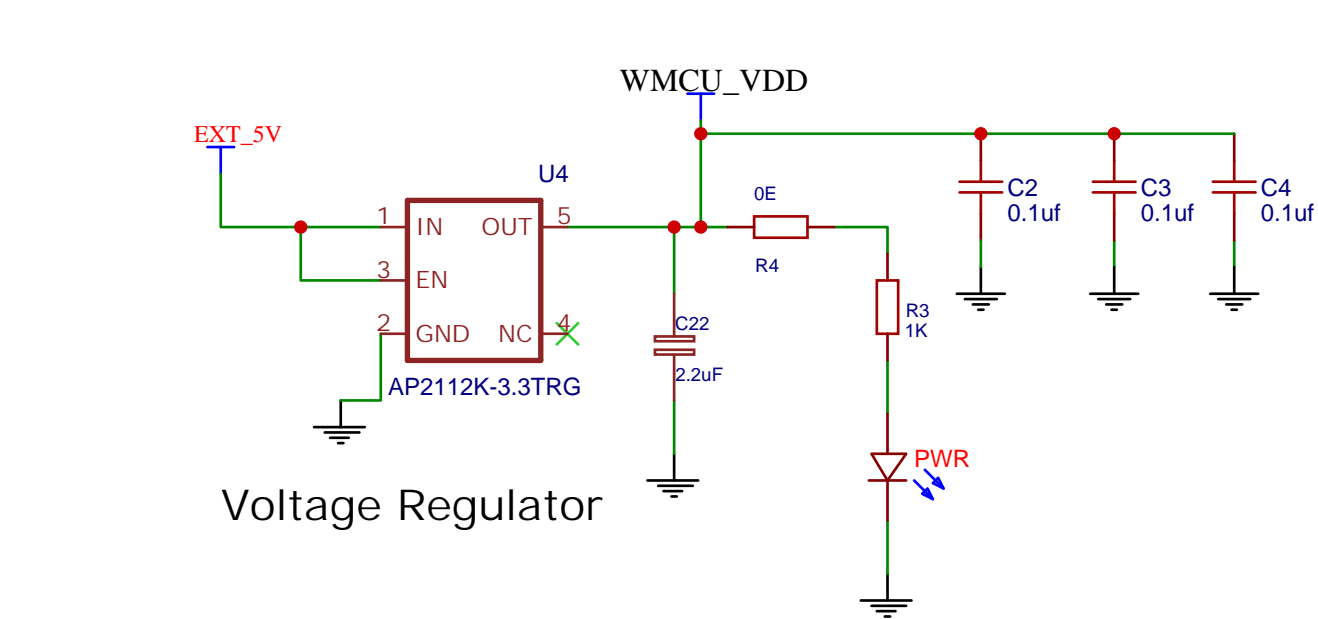 WMCU_VDD
EXT_5V
U4
0E
C2
0.1uf
C3
0.1uf
C4
0.1uf
1
IN
OUT
5
R4
3
EN
R3
1K
2
GND
NC
4
C22
2.2uF
AP2112K-3.3TRG
PWR
Voltage Regulator